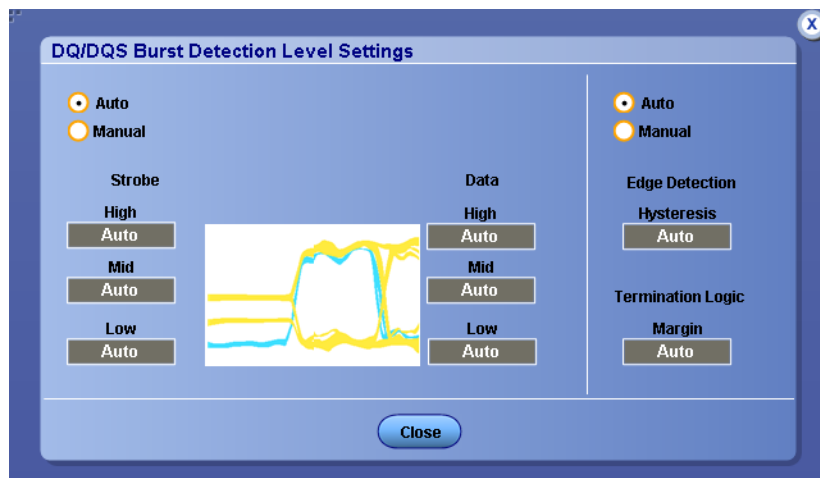 X
DQ/DQS Burst Detection Level Settings
Auto
Manual
Strobe
High
Auto
Mid
Auto
Low
Auto
Data
High
Auto
Mid
Auto
Low
Auto
Auto
Manual
Edge Detection
Hysteresis
Auto
Termination Logic
Margin
Auto
Close